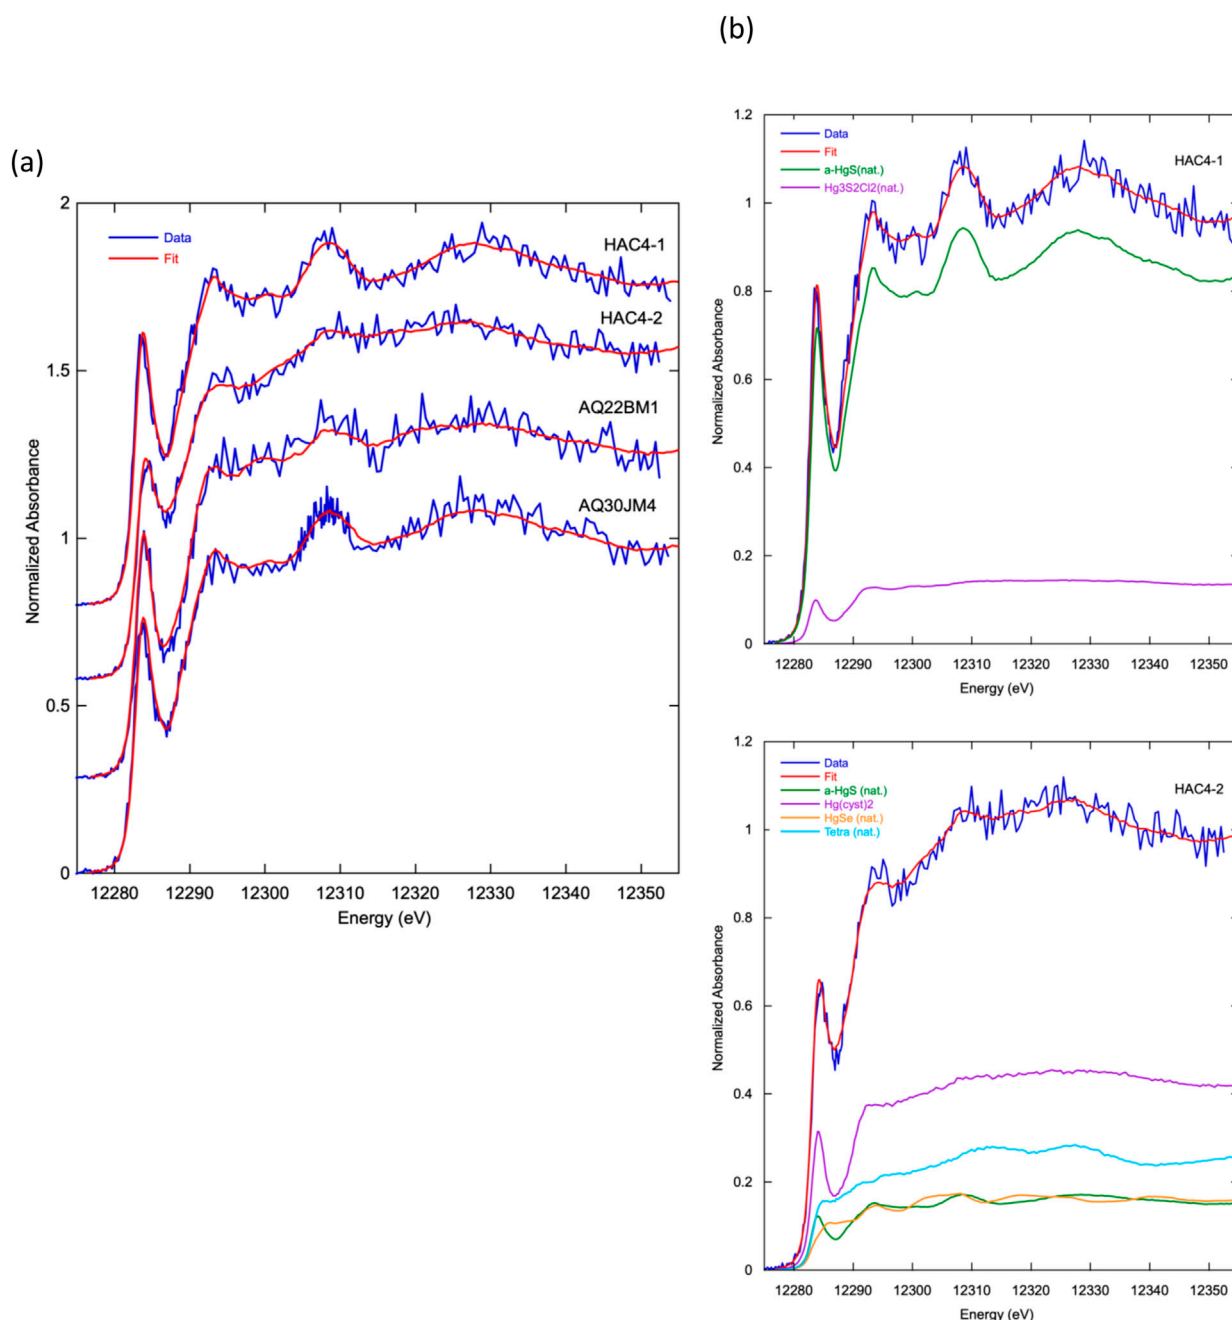 (a)
2
1.5
1
0.5
0
Normalized Absorbance
Data
Fit
HAC4-1
HAC4-2
AQ22BM1
AQ30JM4
12280 12290 12300 12310 12320 12330 12340 12350
Energy (eV)
(b)
1.2
1
0.8
0.6
0.4
0.2
0
Normalized Absorbance
Data
Fit
a-HgS(nat.)
Hg3S2Cl2(nat.)
HAC4-1
12280 12290 12300 12310 12320 12330 12340 12350
Energy (eV)
1.2
1
0.8
0.6
0.4
0.2
0
Normalized Absorbance
Data
Fit
a-HgS (nat.)
Hg(cyst)2
HgSe (nat.)
Tetra (nat.)
HAC4-2
12280 12290 12300 12310 12320 12330 12340 12350
Energy (eV)